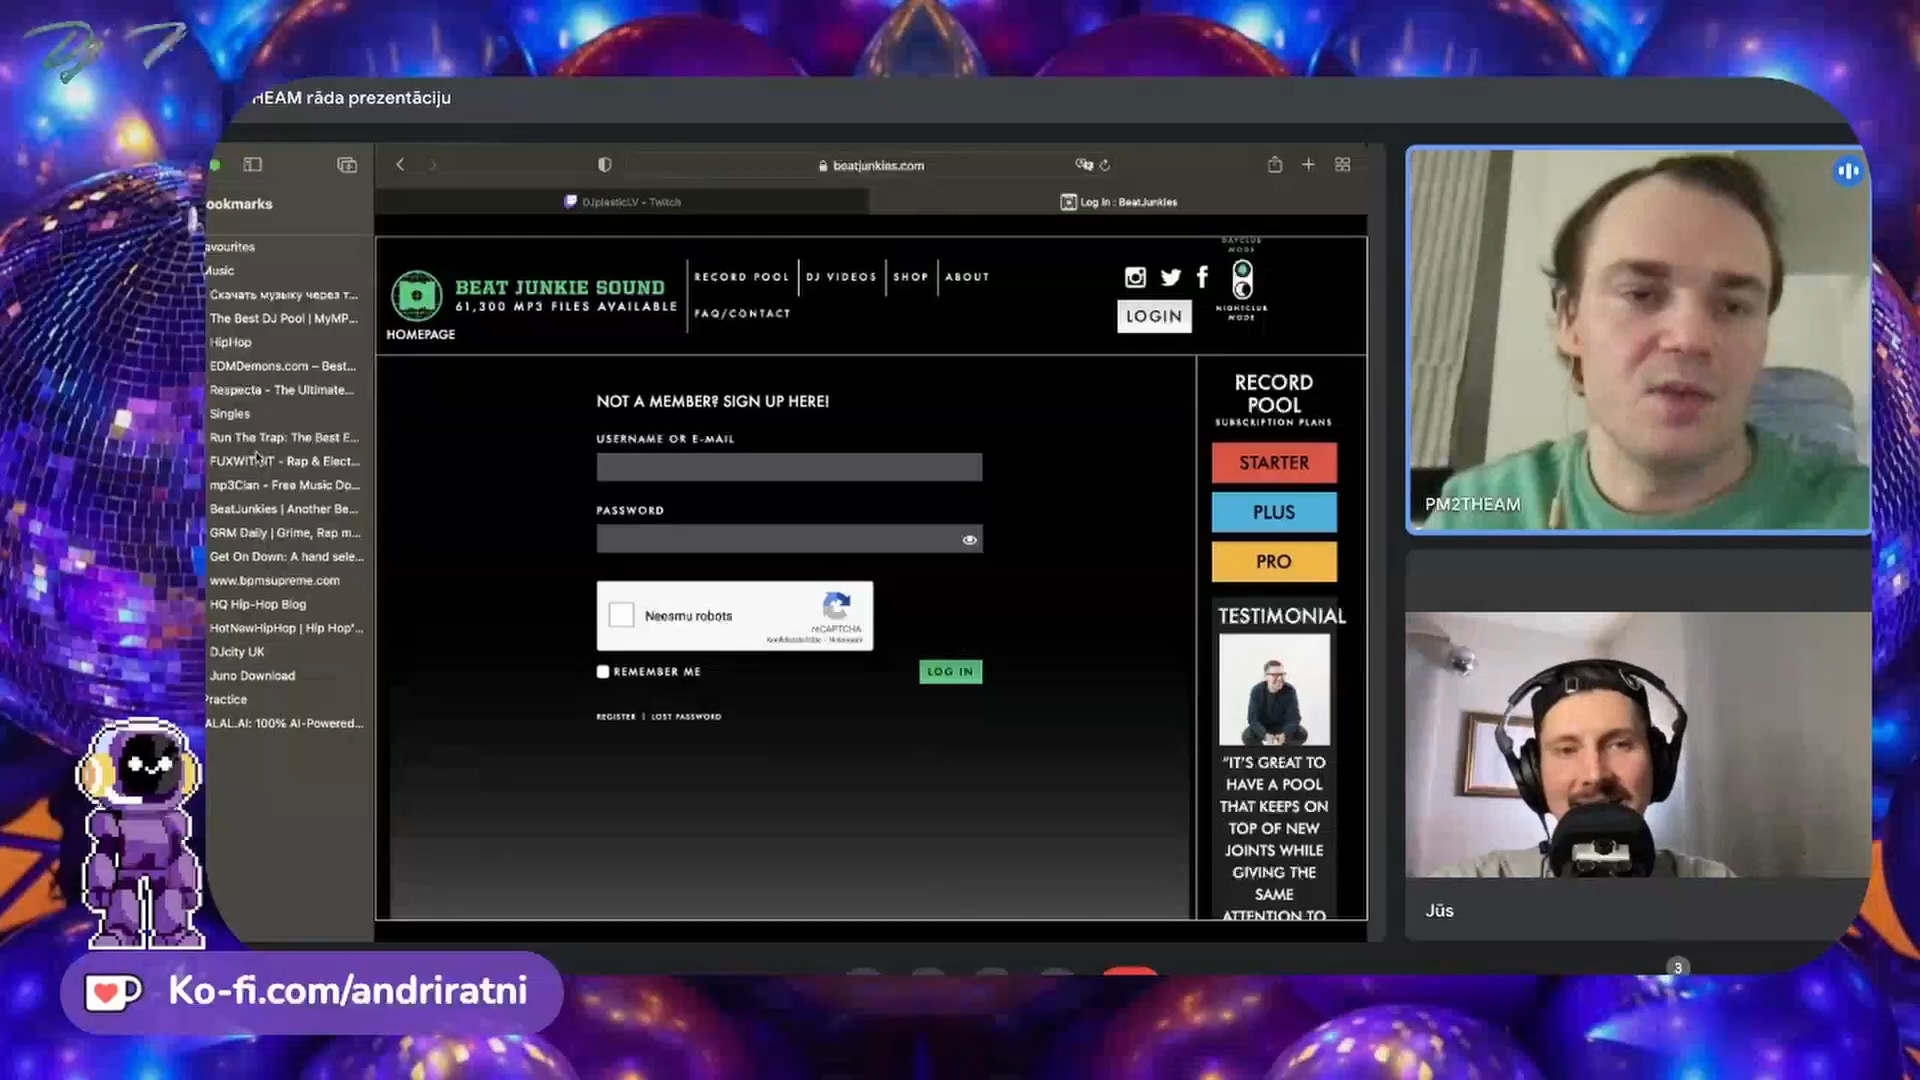 Dj T
HEAM rāda prezentāciju
beatjunkies.com
DJplasticLV - Twitch
Log In : BeatJunkies
ookmarks
avourites
Music
Скачать музыку через т...
The Best DJ Pool | MyMP...
HipHop
EDMDemons.com – Best...
Respecta - The Ultimate...
Singles
Run The Trap: The Best E...
FUXWITHIT - Rap & Elect...
mp3Clan - Free Music Do...
BeatJunkies | Another Be...
GRM Daily | Grime, Rap m...
Get On Down: A hand sele...
www.bpmsupreme.com
HQ Hip-Hop Blog
HotNewHipHop | Hip Hop'...
DJcity UK
Juno Download
Practice
ALAL.AI: 100% AI-Powered...
BEAT JUNKIE SOUND
61,300 MP3 FILES AVAILABLE
HOMEPAGE
RECORD POOL
DJ VIDEOS
SHOP
ABOUT
FAQ/CONTACT
LOGIN
DAYCLUB
MODE
NIGHTCLUB
MODE
NOT A MEMBER? SIGN UP HERE!
USERNAME OR E-MAIL
PASSWORD
Neesmu robots
reCAPTCHA
REMEMBER ME
LOG IN
REGISTER | LOST PASSWORD
RECORD
POOL
SUBSCRIPTION PLANS
STARTER
PLUS
PRO
TESTIMONIAL
“IT'S GREAT TO
HAVE A POOL
THAT KEEPS ON
TOP OF NEW
JOINTS WHILE
GIVING THE
SAME
ATTENTION TO
PM2THEAM
Jūs
3
Ko-fi.com/andriratni